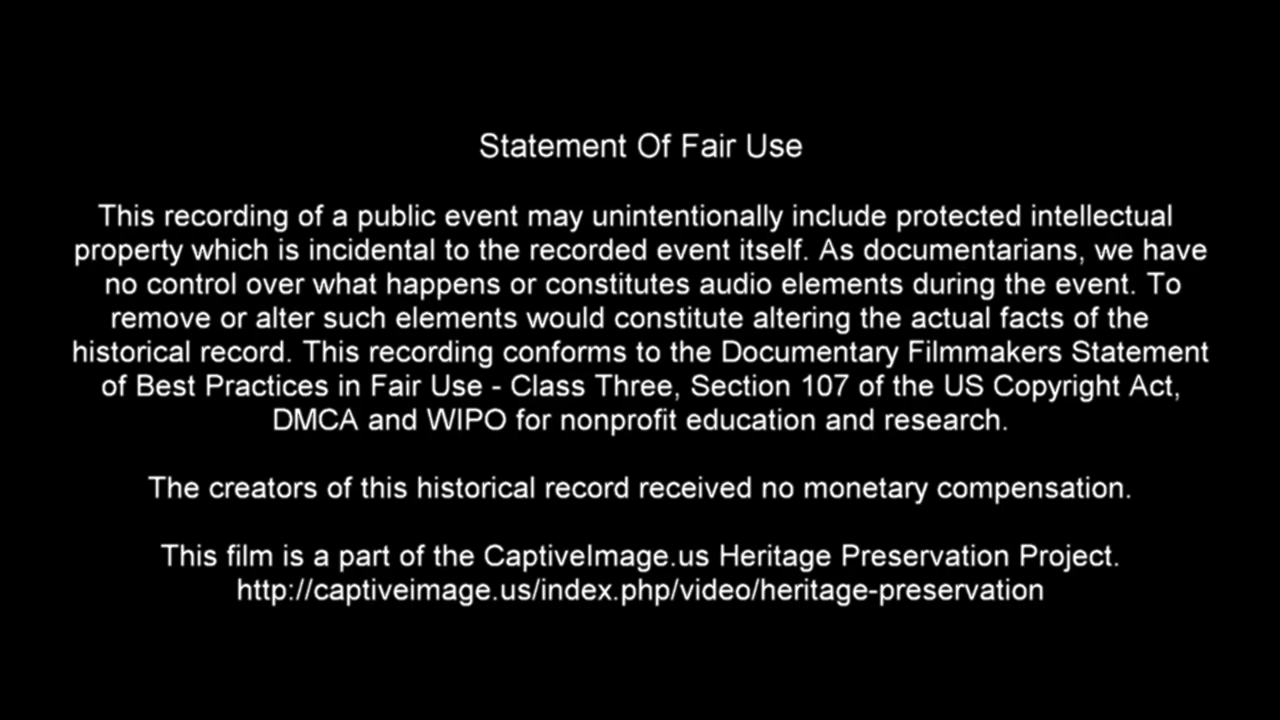 Statement Of Fair Use
This recording of a public event may unintentionally include protected intellectual
property which is incidental to the recorded event itself. As documentarians, we have
no control over what happens or constitutes audio elements during the event. To
remove or alter such elements would constitute altering the actual facts of the
historical record. This recording conforms to the Documentary Filmmakers Statement
of Best Practices in Fair Use - Class Three, Section 107 of the US Copyright Act,
DMCA and WIPO for nonprofit education and research.
The creators of this historical record received no monetary compensation.
This film is a part of the CaptiveImage.us Heritage Preservation Project.
http://captiveimage.us/index.php/video/heritage-preservation